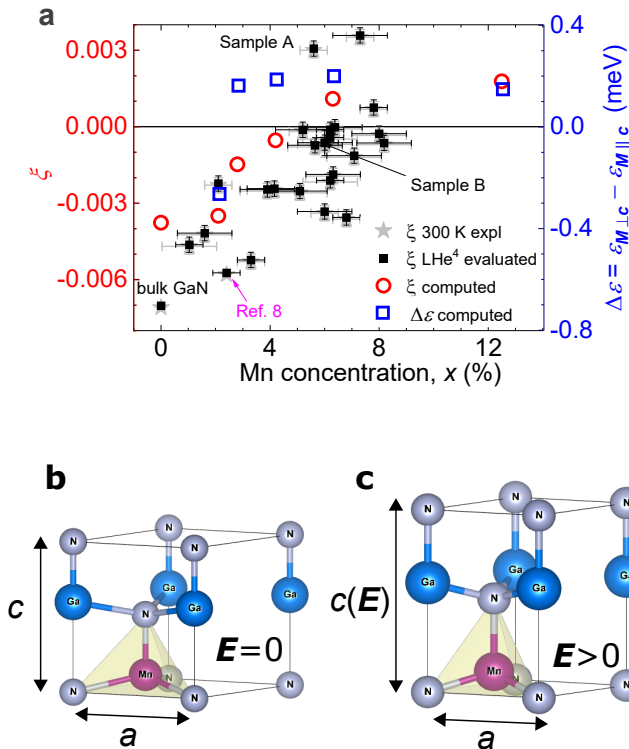 a
0.003
0.000
-0.003
-0.006
ξ
0.4
0.0
-0.4
-0.8
Δε = ε_M⊥c − ε_M||c (meV)
Sample A
Sample B
bulk GaN
Ref. 8
ξ 300 K expl
ξ LHe⁴ evaluated
ξ computed
Δε computed
0 4 8 12
Mn concentration, x (%)
b
N N N
Ga Ga Ga
N
c
E=0
Mn
N N N
a
c
N N N
Ga Ga Ga
N
c(E)
E>0
Mn
N N N
a